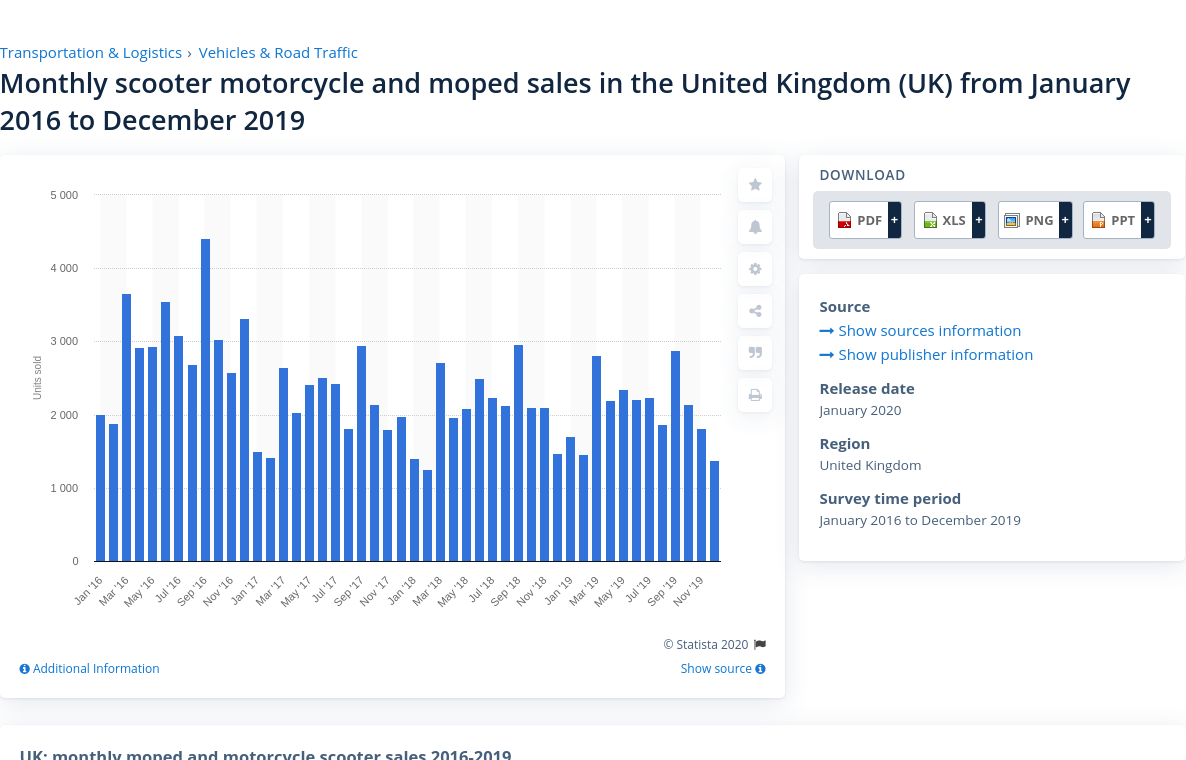 Transportation & Logistics › Vehicles & Road Traffic
Monthly scooter motorcycle and moped sales in the United Kingdom (UK) from January
2016 to December 2019
5 000
4 000
3 000
2 000
1 000
0
Units sold
Jan '16
Mar '16
May '16
Jul '16
Sep '16
Nov '16
Jan '17
Mar '17
May '17
Jul '17
Sep '17
Nov '17
Jan '18
Mar '18
May '18
Jul '18
Sep '18
Nov '18
Jan '19
Mar '19
May '19
Jul '19
Sep '19
Nov '19
© Statista 2020
Additional Information
Show source
DOWNLOAD
PDF + XLS + PNG + PPT +
Source
Show sources information
Show publisher information
Release date
January 2020
Region
United Kingdom
Survey time period
January 2016 to December 2019
UK: monthly moped and motorcycle scooter sales 2016-2019